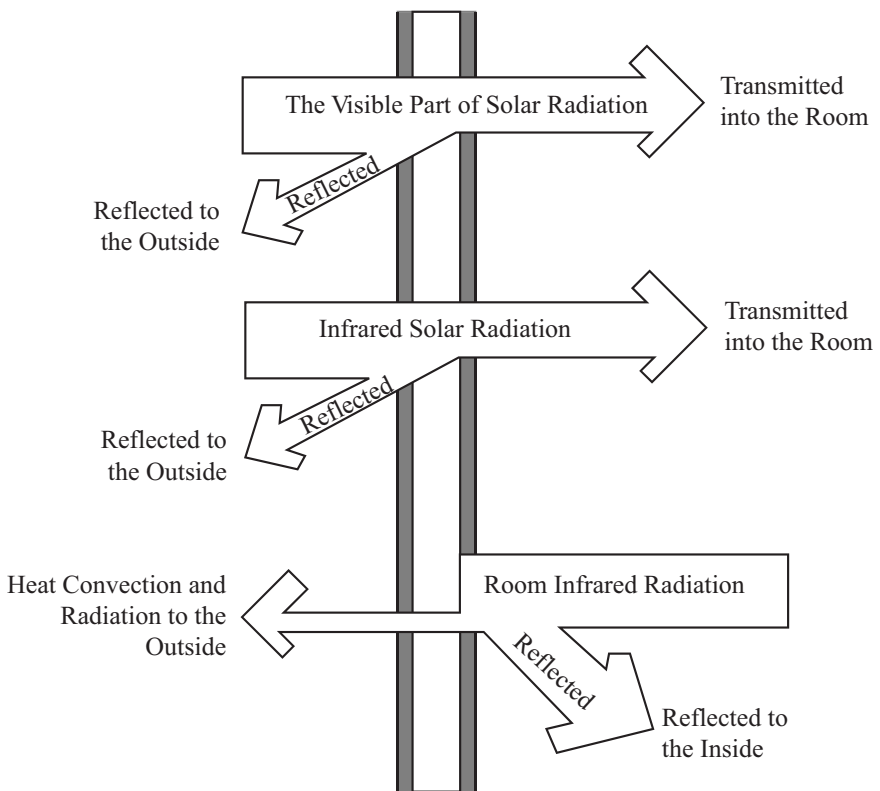 The Visible Part of Solar Radiation
Transmitted
into the Room
Reflected
Reflected to
the Outside
Infrared Solar Radiation
Transmitted
into the Room
Reflected
Reflected to
the Outside
Heat Convection and
Radiation to the
Outside
Room Infrared Radiation
Reflected
Reflected to
the Inside